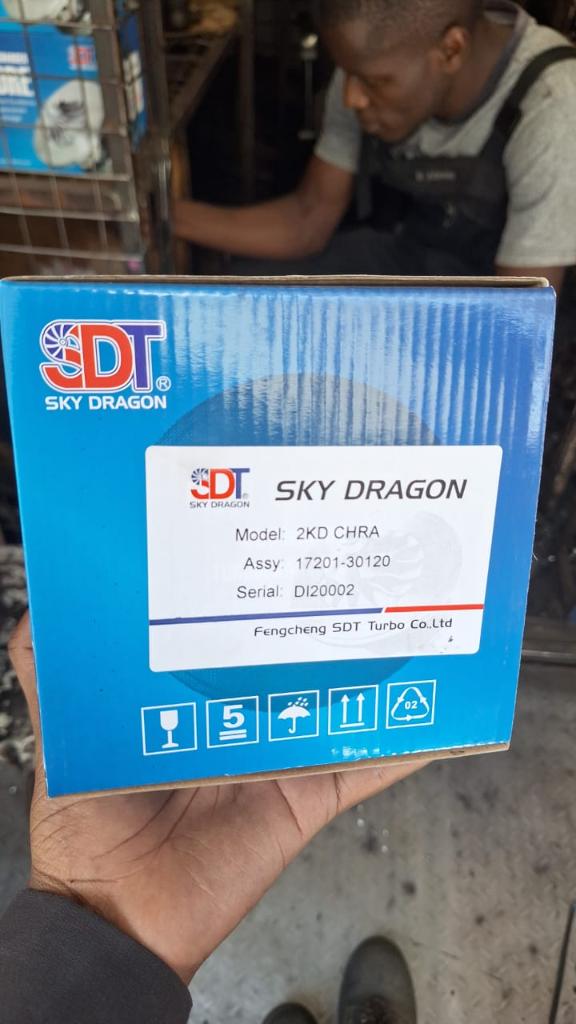 SDT
SDT®
SKY DRAGON
SDT
SKY DRAGON
SKY DRAGON
Model: 2KD CHRA
Assy: 17201-30120
Serial: DI20002
Fengcheng SDT Turbo Co.,Ltd
5
02